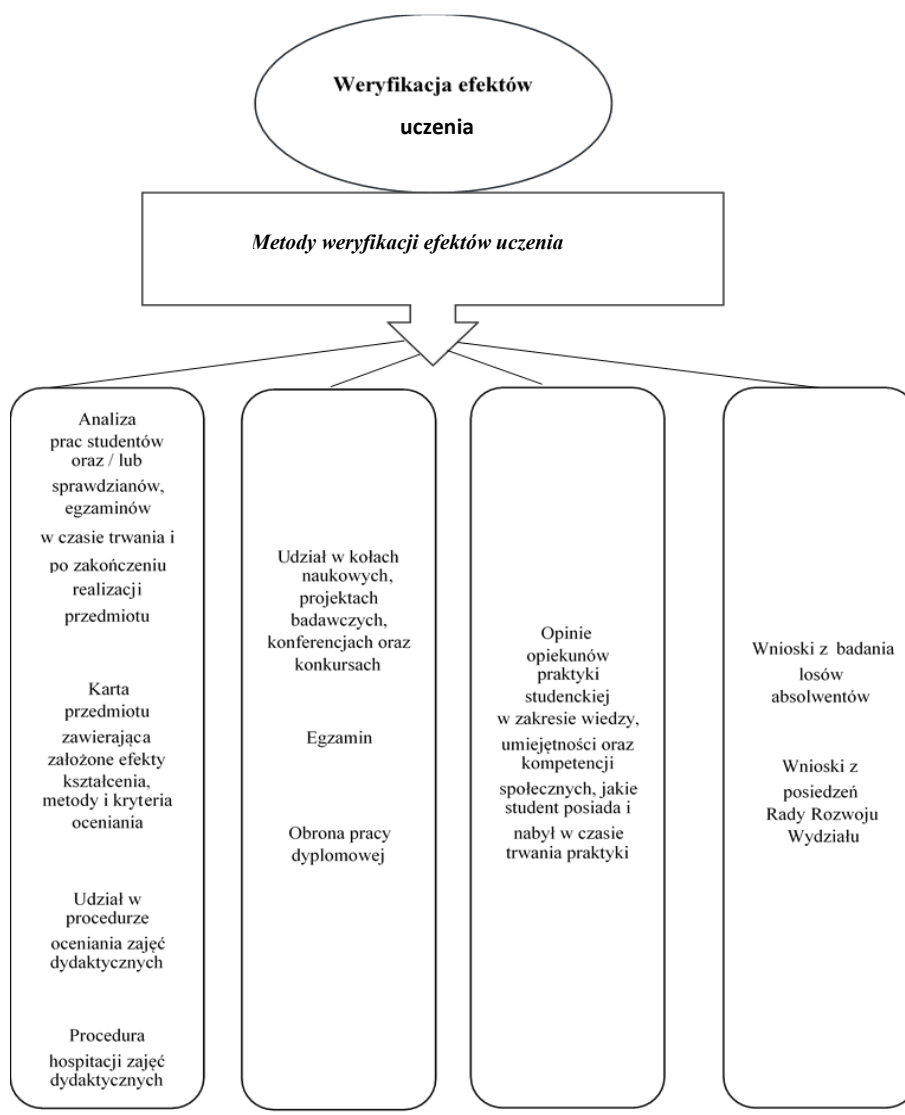 Weryfikacja efektów
uczenia
Metody weryfikacji efektów uczenia
Analiza
prac studentów
oraz / lub
sprawdzianów,
egzaminów
w czasie trwania i
po zakończeniu
realizacji
przedmiotu
Karta
przedmiotu
zawierająca
założone efekty
kształcenia,
metody i kryteria
oceniania
Udział w
procedurze
oceniania zajęć
dydaktycznych
Procedura
hospitacji zajęć
dydaktycznych
Udział w kołach
naukowych,
projektach
badawczych,
konferencjach oraz
konkursach
Egzamin
Obrona pracy
dyplomowej
Opinie
opiekunów
praktyki
studenckiej
w zakresie wiedzy,
umiejętności oraz
kompetencji
społecznych, jakie
student posiada i
nabył w czasie
trwania praktyki
Wnioski z badania
losów
absolwentów
Wnioski z
posiedzeń
Rady Rozwoju
Wydziału